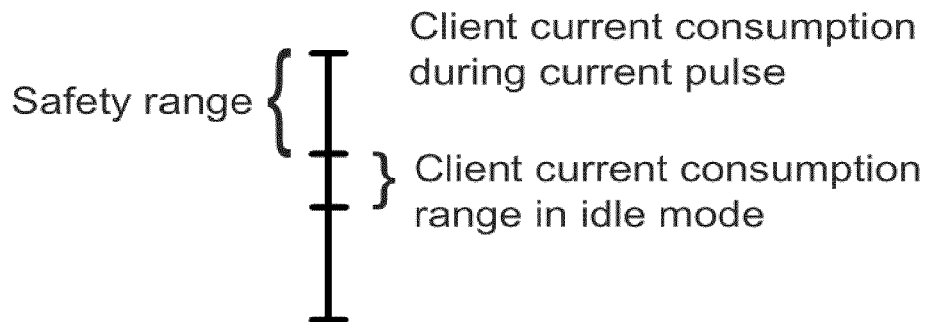 Client current consumption
during current pulse
Safety range
Client current consumption
range in idle mode